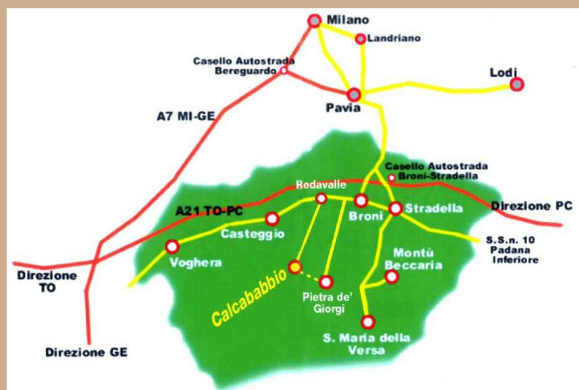 Milano
Landriano
Casello Autostrada
Bereguardo
Lodi
Pavia
A7 MI-GE
Casello Autostrada
Broni-Stradella
Redavalle
A21 TO-PC
Direzione PC
Broni
Stradella
Casteggio
S.S.n. 10
Padana
Inferiore
Voghera
Montù
Beccaria
Direzione
TO
Calcababbio
Pietra de'
Giorgi
S. Maria della
Versa
Direzione GE